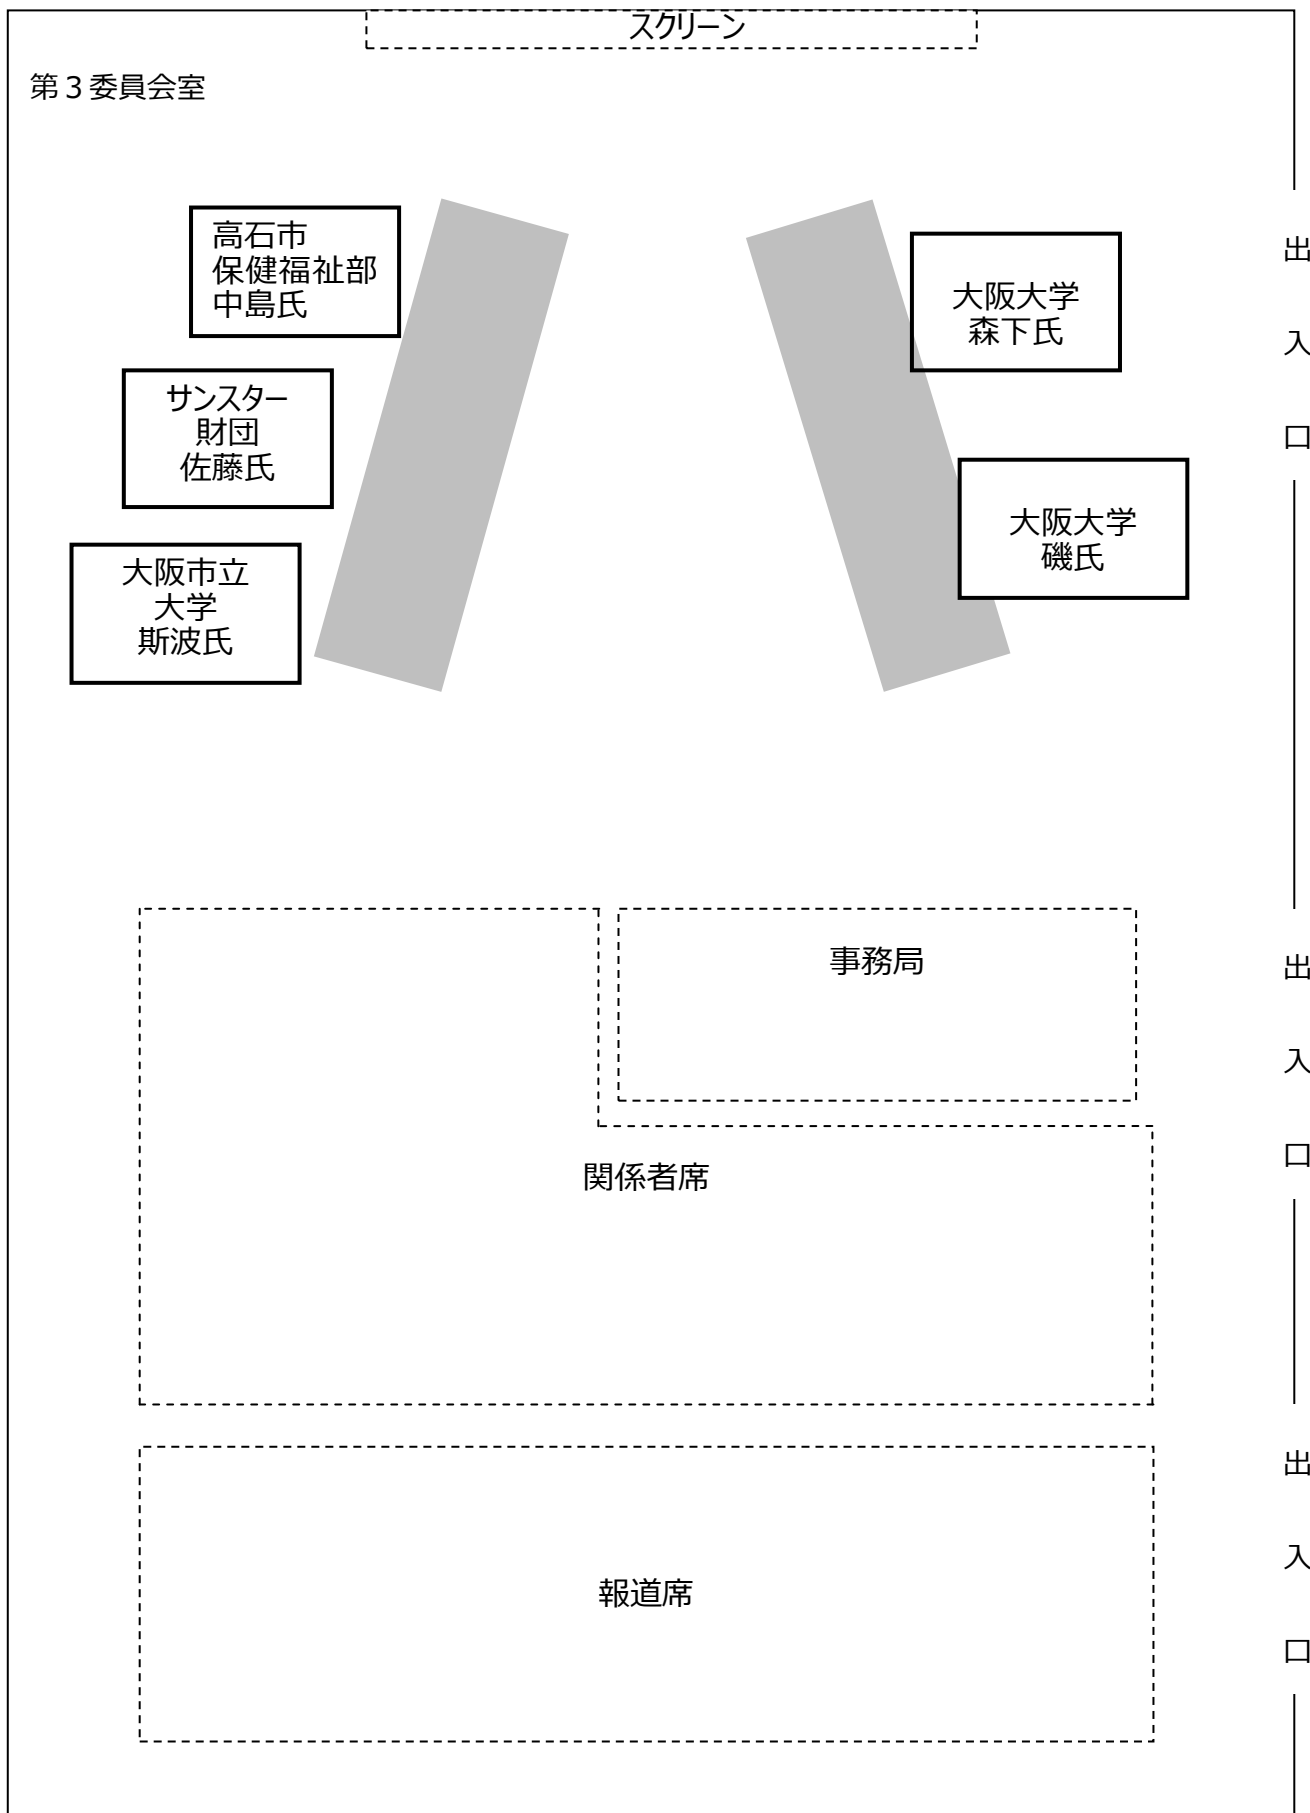 スクリーン
第３委員会室
高石市
保健福祉部
中島氏
サンスター
財団
佐藤氏
大阪市立
大学
斯波氏
大阪大学
森下氏
大阪大学
磯氏
出入口
事務局
関係者席
出入口
報道席
出入口